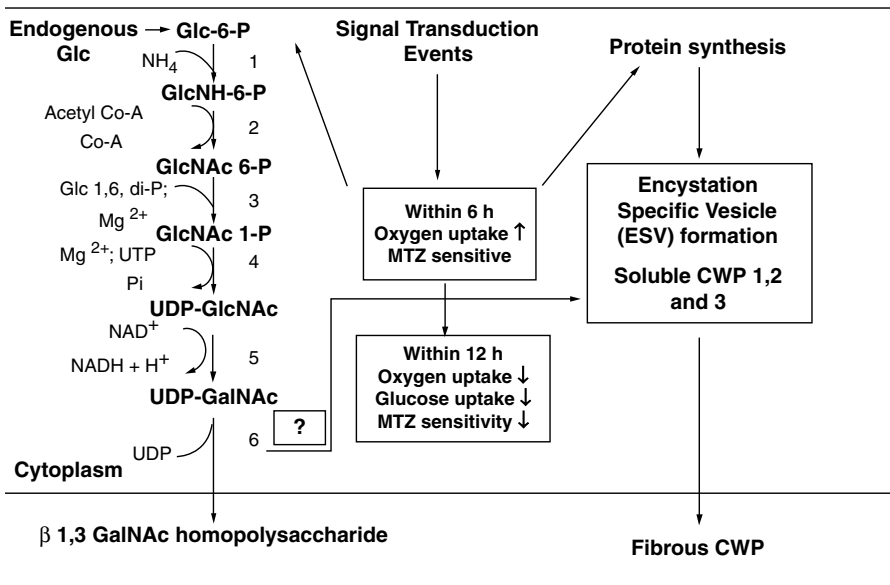 Endogenous → Glc-6-P
Glc
NH4
1
GlcNH-6-P
Acetyl Co-A
2
Co-A
GlcNAc 6-P
Glc 1,6, di-P;
3
Mg 2+
GlcNAc 1-P
Mg 2+; UTP
4
Pi
UDP-GlcNAc
NAD+
5
NADH + H+
UDP-GalNAc
6
?
UDP
Cytoplasm
β 1,3 GalNAc homopolysaccharide
Signal Transduction
Events
Within 6 h
Oxygen uptake ↑
MTZ sensitive
Within 12 h
Oxygen uptake ↓
Glucose uptake ↓
MTZ sensitivity ↓
Protein synthesis
Encystation
Specific Vesicle
(ESV) formation
Soluble CWP 1,2
and 3
Fibrous CWP